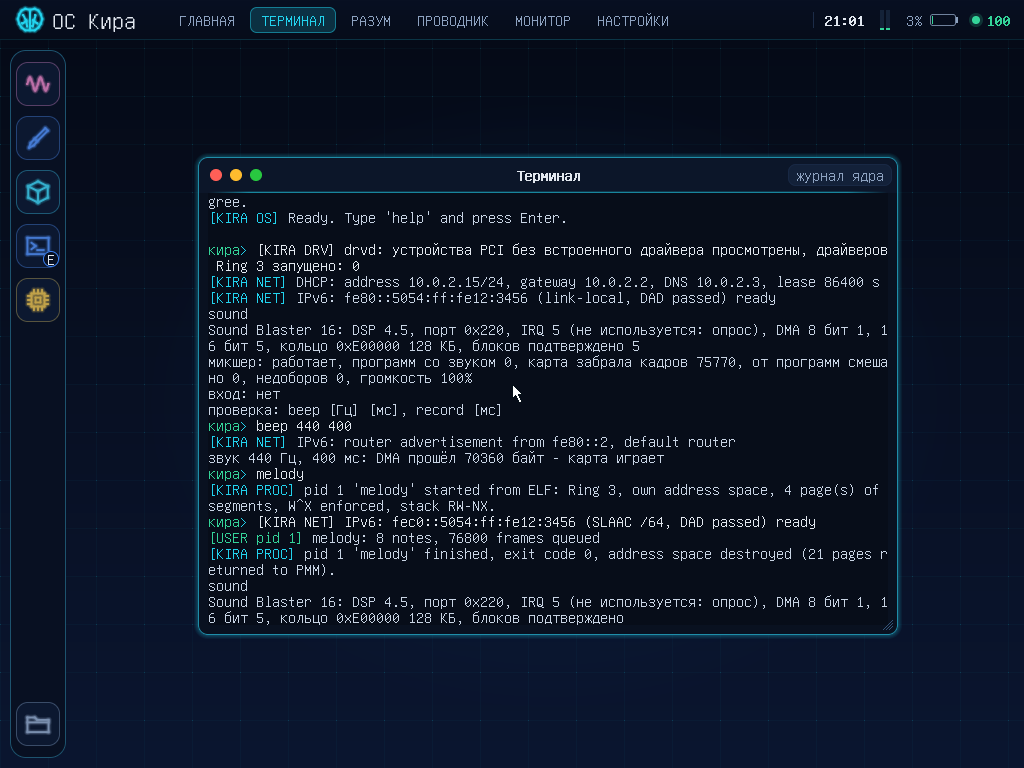 ОС Кира
ГЛАВНАЯ
ТЕРМИНАЛ
РАЗУМ
ПРОВОДНИК
МОНИТОР
НАСТРОЙКИ
21:01
3%
100
E
Терминал
журнал ядра
gree.
[KIRA OS] Ready. Type 'help' and press Enter.
кира> [KIRA DRV] drvd: устройства PCI без встроенного драйвера просмотрены, драйверов
Ring 3 запущено: 0
[KIRA NET] DHCP: address 10.0.2.15/24, gateway 10.0.2.2, DNS 10.0.2.3, lease 86400 s
[KIRA NET] IPv6: fe80::5054:ff:fe12:3456 (link-local, DAD passed) ready
sound
Sound Blaster 16: DSP 4.5, порт 0x220, IRQ 5 (не используется: опрос), DMA 8 бит 1, 1
6 бит 5, кольцо 0xE00000 128 КБ, блоков подтверждено 5
микшер: работает, программ со звуком 0, карта забрала кадров 75770, от программ смеша
но 0, недоборов 0, громкость 100%
вход: нет
проверка: beep [Гц] [мс], record [мс]
кира> beep 440 400
[KIRA NET] IPv6: router advertisement from fe80::2, default router
звук 440 Гц, 400 мс: DMA прошёл 70360 байт - карта играет
кира> melody
[KIRA PROC] pid 1 'melody' started from ELF: Ring 3, own address space, 4 page(s) of
segments, W^X enforced, stack RW-NX.
кира> [KIRA NET] IPv6: fec0::5054:ff:fe12:3456 (SLAAC /64, DAD passed) ready
[USER pid 1] melody: 8 notes, 76800 frames queued
[KIRA PROC] pid 1 'melody' finished, exit code 0, address space destroyed (21 pages r
eturned to PMM).
sound
Sound Blaster 16: DSP 4.5, порт 0x220, IRQ 5 (не используется: опрос), DMA 8 бит 1, 1
6 бит 5, кольцо 0xE00000 128 КБ, блоков подтверждено